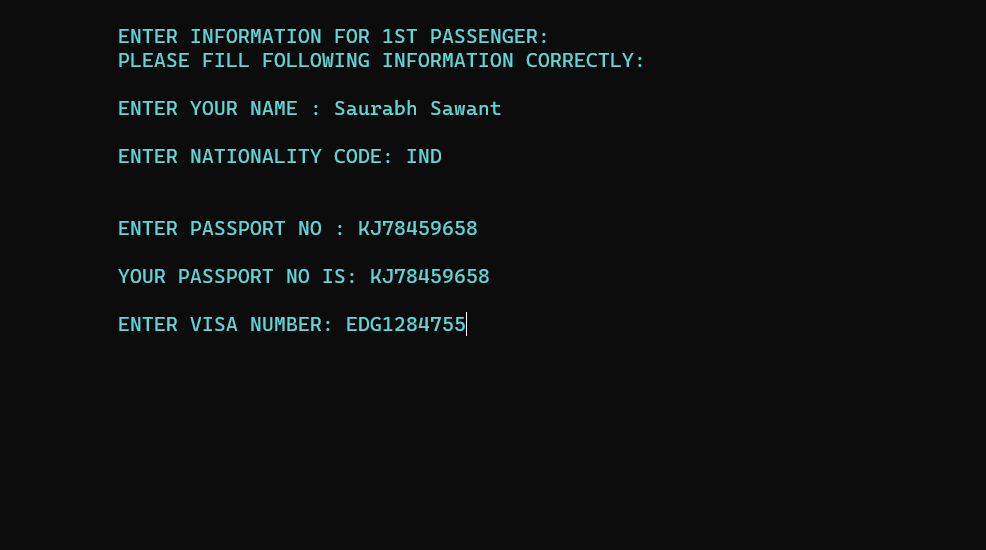 ENTER INFORMATION FOR 1ST PASSENGER:
PLEASE FILL FOLLOWING INFORMATION CORRECTLY:
ENTER YOUR NAME : Saurabh Sawant
ENTER NATIONALITY CODE: IND
ENTER PASSPORT NO : KJ78459658
YOUR PASSPORT NO IS: KJ78459658
ENTER VISA NUMBER: EDG1284755